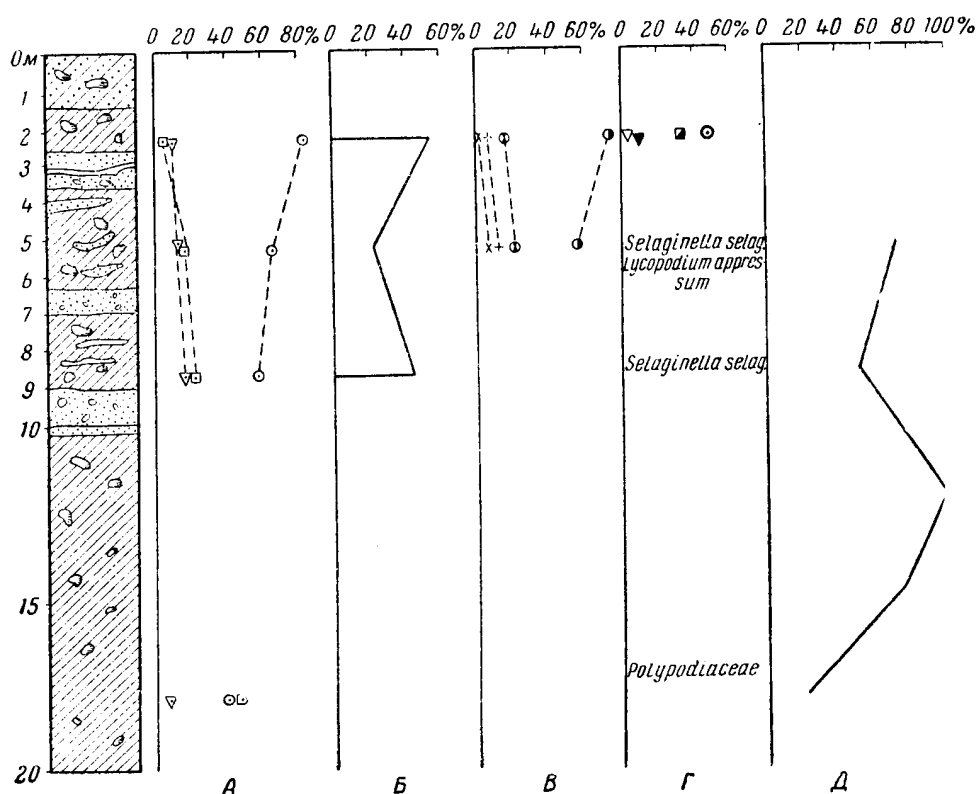 0 20 40 60 80%
0 20 40 60%
0 20 40 60%
0 20 40 60%
0 20 40 60 80 100%
0 м
1
2
3
4
5
6
7
8
9
10
15
20
Selaginella selag.
Lycopodium appres
sum
Selaginella selag.
Polypodiaceae
А
Б
В
Г
Д